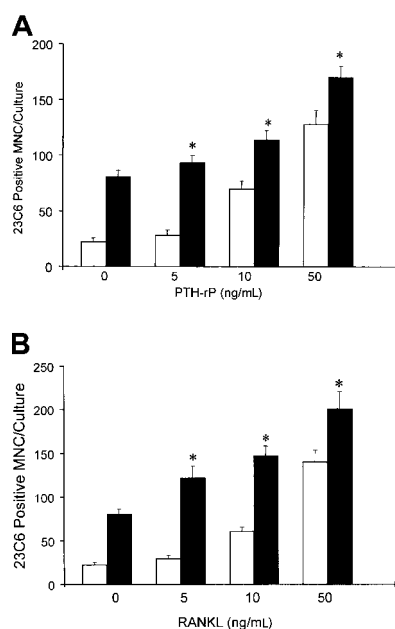 A
23C6 Positive MNC/Culture
200
150
100
50
0
*
*
*
0 5 10 50
PTH-rP (ng/mL)
B
23C6 Positive MNC/Culture
250
200
150
100
50
0
*
*
*
0 5 10 50
RANKL (ng/mL)